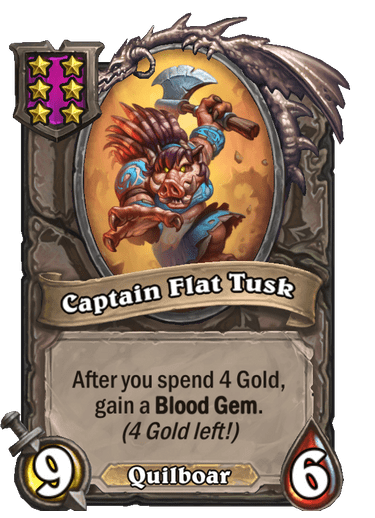 Captain Flat Tusk
After you spend 4 Gold,
gain a Blood Gem.
(4 Gold left!)
9
Quilboar
6